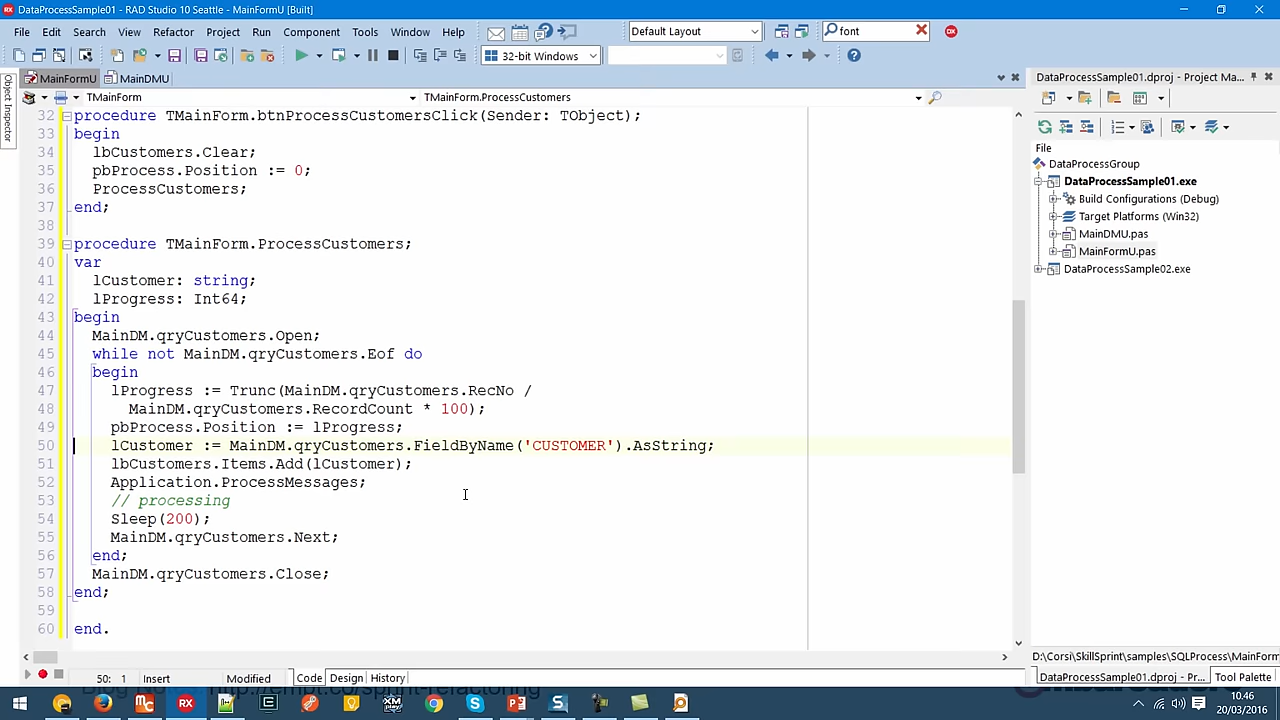 DataProcessSample01 - RAD Studio 10 Seattle - MainFormU [Built]
File Edit Search View Refactor Project Run Component Tools Window Help
Default Layout
font
32-bit Windows
MainFormU MainDMU
TMainForm TMainForm.ProcessCustomers
Object Inspector
32 procedure TMainForm.btnProcessCustomersClick(Sender: TObject);
33 begin
34 lbCustomers.Clear;
35 pbProcess.Position := 0;
36 ProcessCustomers;
37 end;
38
39 procedure TMainForm.ProcessCustomers;
40 var
41 lCustomer: string;
42 lProgress: Int64;
43 begin
44 MainDM.qryCustomers.Open;
45 while not MainDM.qryCustomers.Eof do
46 begin
47 lProgress := Trunc(MainDM.qryCustomers.RecNo /
48 MainDM.qryCustomers.RecordCount * 100);
49 pbProcess.Position := lProgress;
50 lCustomer := MainDM.qryCustomers.FieldByName('CUSTOMER').AsString;
51 lbCustomers.Items.Add(lCustomer);
52 Application.ProcessMessages;
53 // processing
54 Sleep(200);
55 MainDM.qryCustomers.Next;
56 end;
57 MainDM.qryCustomers.Close;
58 end;
59
60 end.
50: 1 Insert Modified Code Design History
DataProcessSample01.dproj - Project Ma...
File
DataProcessGroup
DataProcessSample01.exe
Build Configurations (Debug)
Target Platforms (Win32)
MainDMU.pas
MainFormU.pas
DataProcessSample02.exe
D:\Corsi\SkillSprint\samples\SQLProcess\MainForm
DataProcessSample01.dproj - Pr... Tool Palette
http://embt.co/sprint-refactoring
10.46
20/03/2016